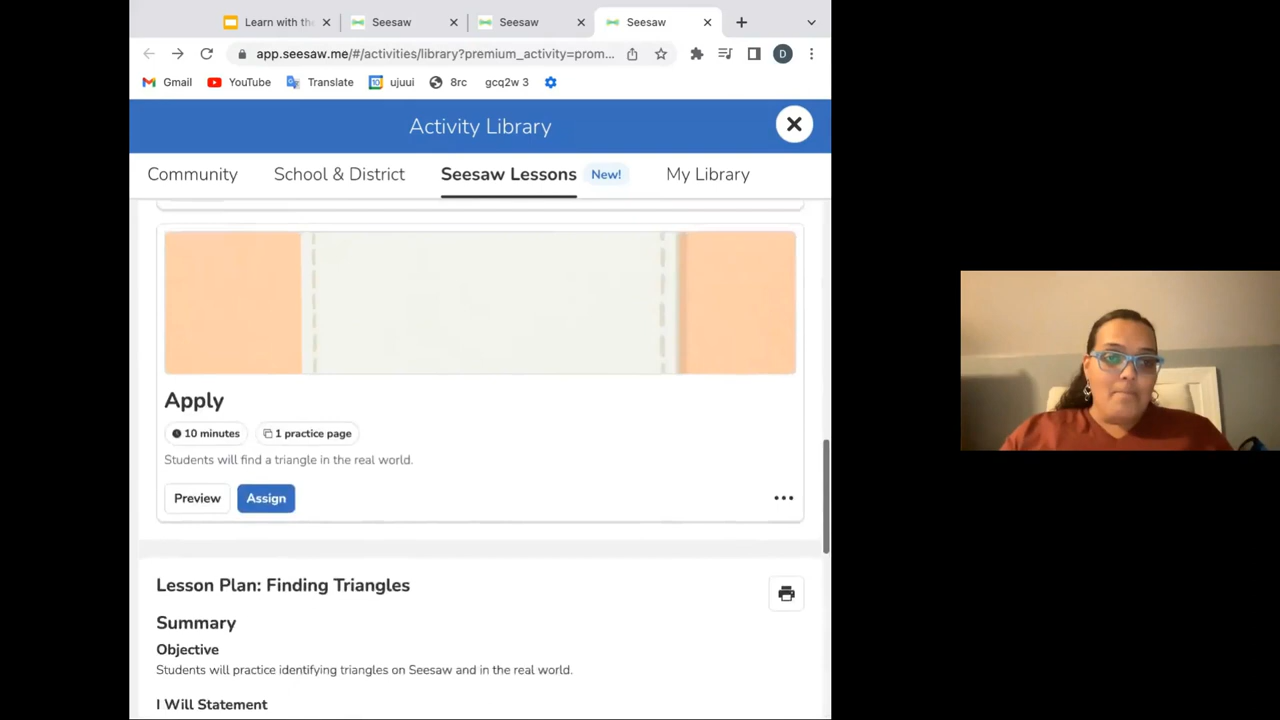 Learn with the
Seesaw
Seesaw
Seesaw
app.seesaw.me/#/activities/library?premium_activity=prom...
D
Gmail
YouTube
Translate
ujuui
8rc
gcq2w 3
Activity Library
Community
School & District
Seesaw Lessons
New!
My Library
Apply
10 minutes
1 practice page
Students will find a triangle in the real world.
Preview
Assign
Lesson Plan: Finding Triangles
Summary
Objective
Students will practice identifying triangles on Seesaw and in the real world.
I Will Statement